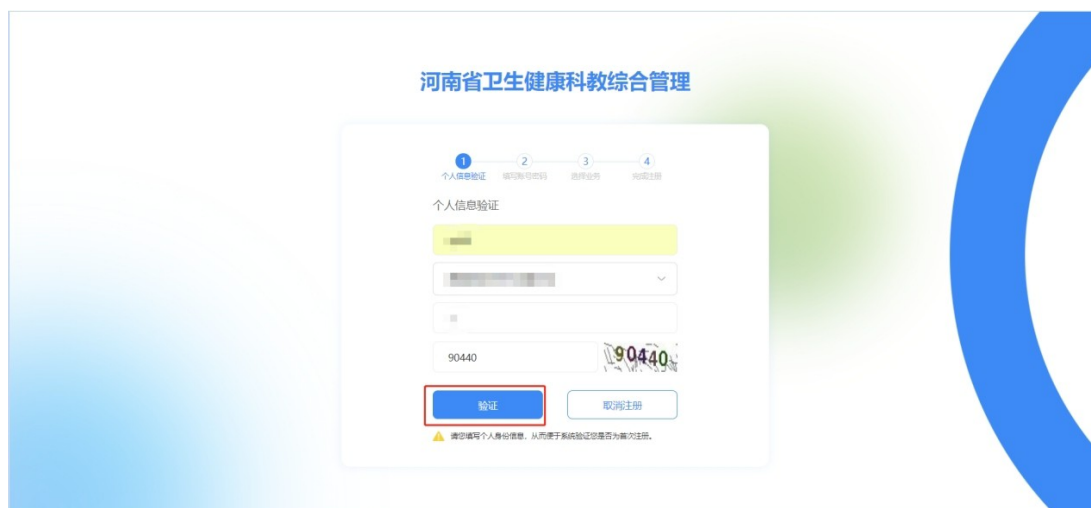 河南省卫生健康科教综合管理
1 2 3 4
个人信息验证 填写账号密码 选择业务 完成注册
个人信息验证
90440 90440
验证 取消注册
请您填写个人身份信息，从而便于系统验证您是否为首次注册。